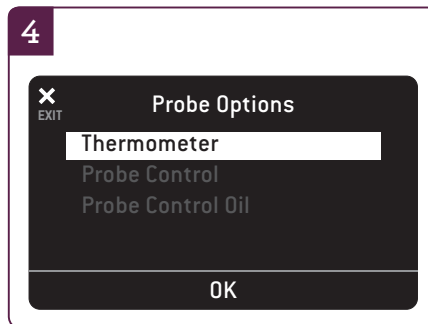 4
EXIT
Probe Options
Thermometer
Probe Control
Probe Control Oil
OK